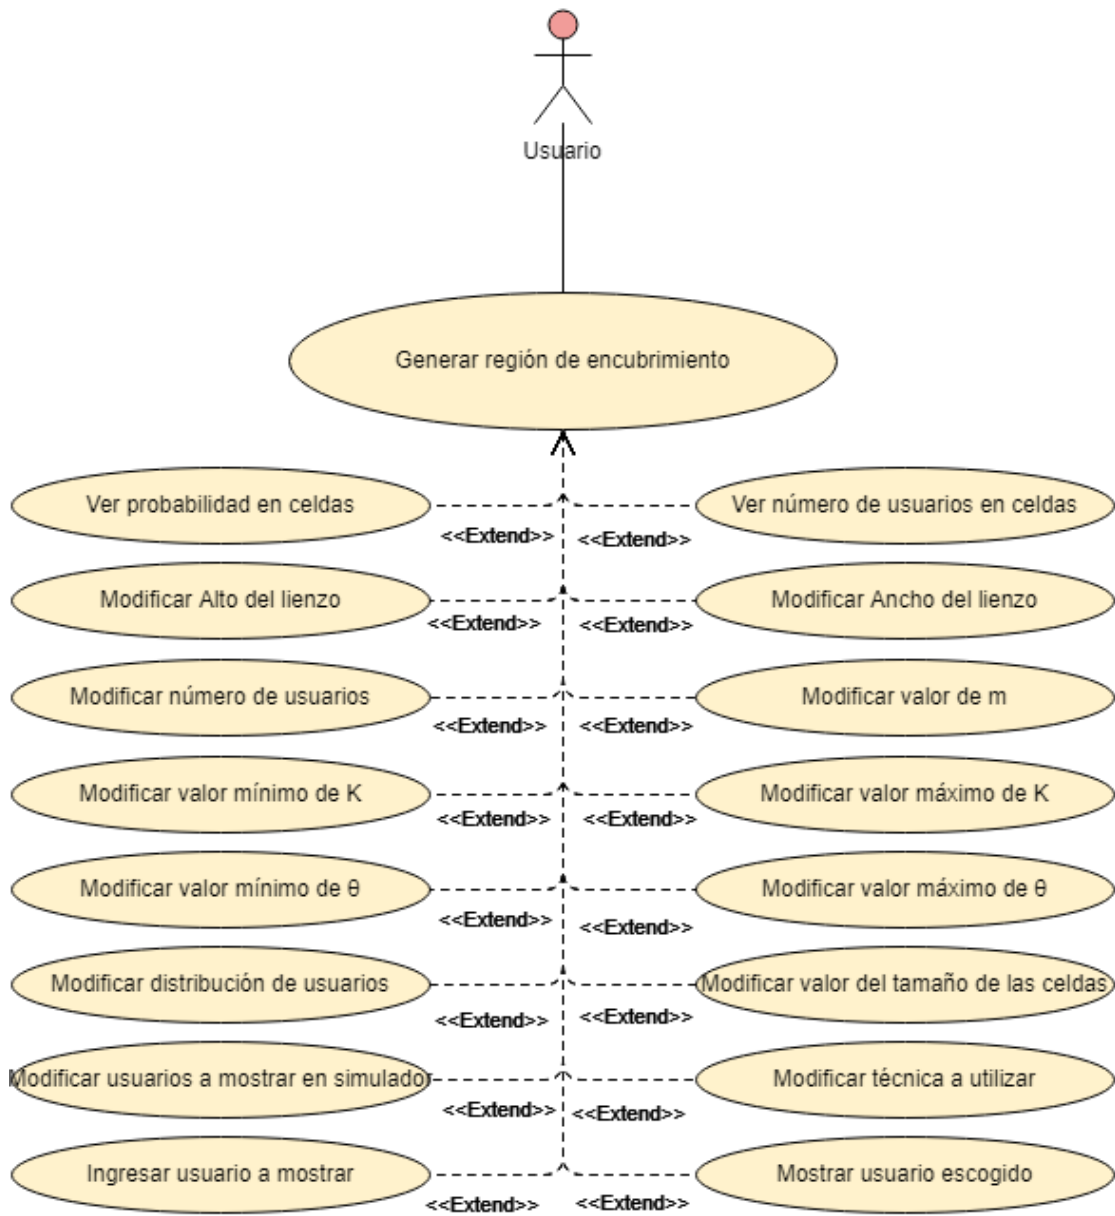 Usuario
Generar región de encubrimiento
Ver probabilidad en celdas
Ver número de usuarios en celdas
<<Extend>>
<<Extend>>
Modificar Alto del lienzo
Modificar Ancho del lienzo
<<Extend>>
<<Extend>>
Modificar número de usuarios
Modificar valor de m
<<Extend>>
<<Extend>>
Modificar valor mínimo de K
Modificar valor máximo de K
<<Extend>>
<<Extend>>
Modificar valor mínimo de θ
Modificar valor máximo de θ
<<Extend>>
<<Extend>>
Modificar distribución de usuarios
Modificar valor del tamaño de las celdas
<<Extend>>
<<Extend>>
Modificar usuarios a mostrar en simulador
Modificar técnica a utilizar
<<Extend>>
<<Extend>>
Ingresar usuario a mostrar
Mostrar usuario escogido
<<Extend>>
<<Extend>>